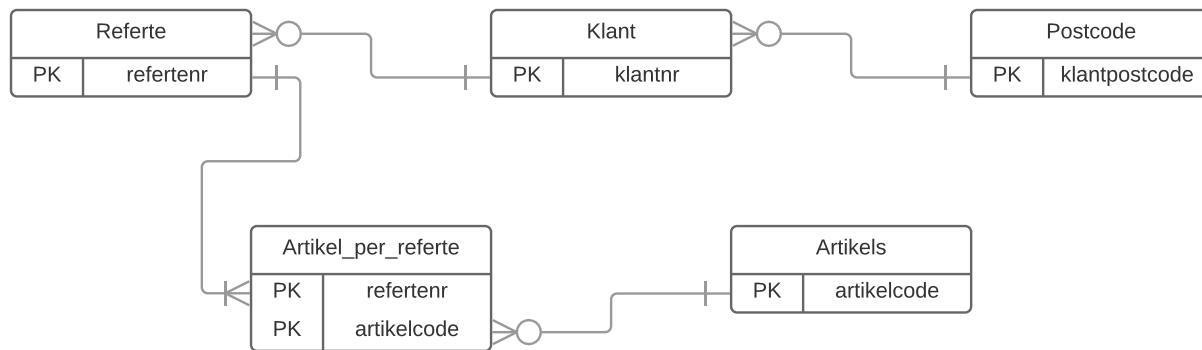 Referte
PK refertenr
Klant
PK klantnr
Postcode
PK klantpostcode
Artikel_per_referte
PK refertenr
PK artikelcode
Artikels
PK artikelcode